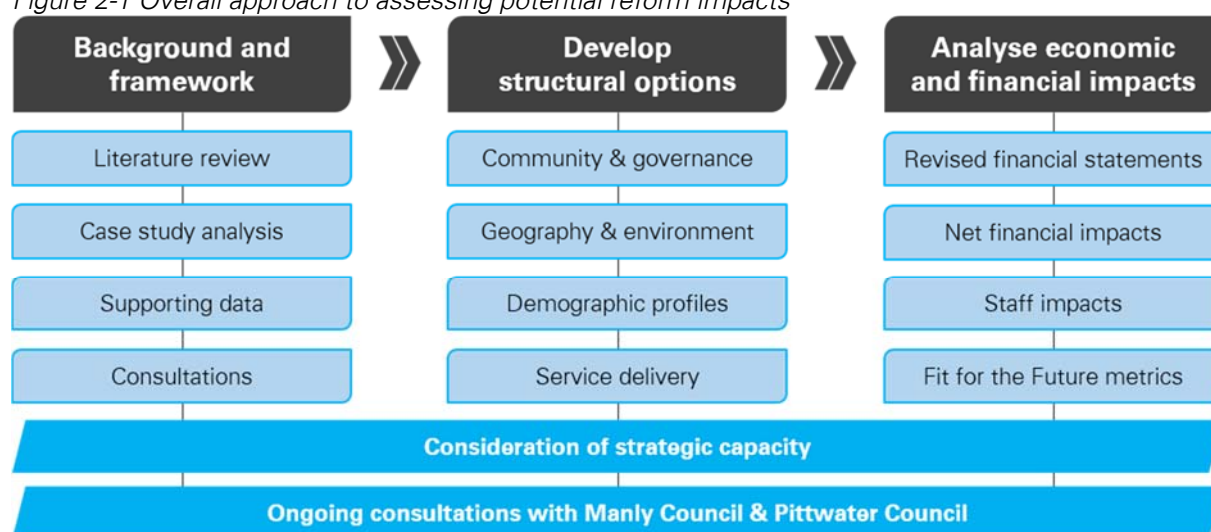 Figure 2-1 Overall approach to assessing potential reform impacts
Background and
framework
Develop
structural options
Analyse economic
and financial impacts
Literature review
Community & governance
Revised financial statements
Case study analysis
Geography & environment
Net financial impacts
Supporting data
Demographic profiles
Staff impacts
Consultations
Service delivery
Fit for the Future metrics
Consideration of strategic capacity
Ongoing consultations with Manly Council & Pittwater Council